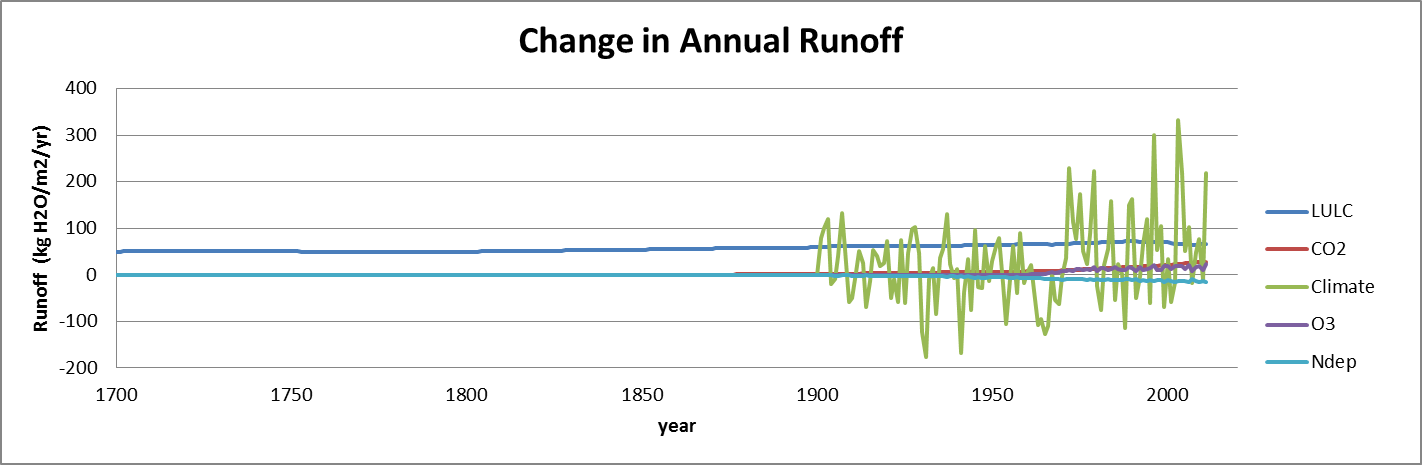 Change in Annual Runoff
Runoff (kg H2O/m2/yr)
400
300
200
100
0
-100
-200
1700
1750
1800
1850
1900
1950
2000
year
LULC
CO2
Climate
O3
Ndep